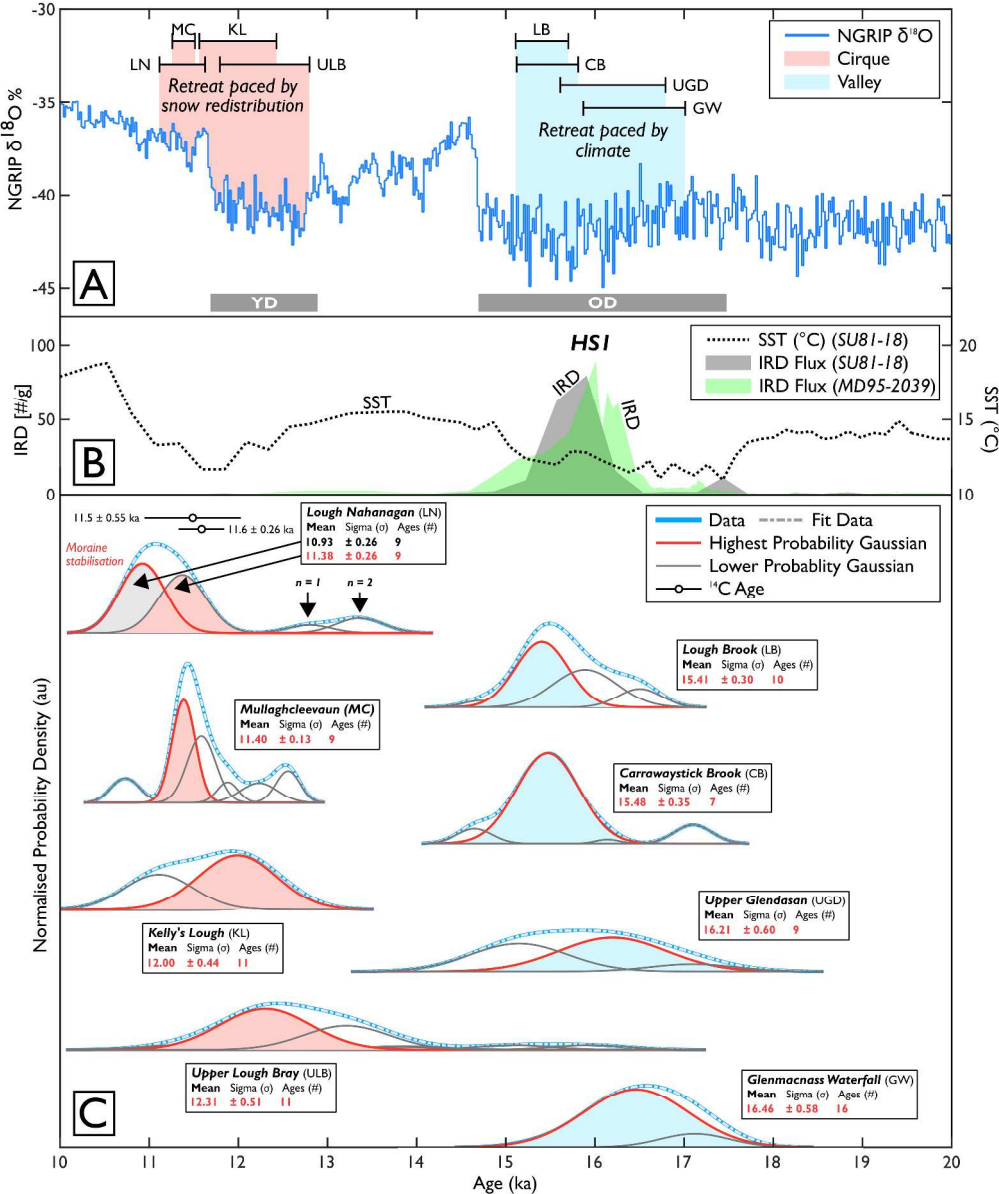 -30
-35
-40
-45
NGRIP δ¹⁸O%
MC
KL
LN
ULB
Retreat paced by
snow redistribution
LB
CB
UGD
GW
Retreat paced by
climate
NGRIP δ¹⁸O
Cirque
Valley
A
YD
OD
100
50
0
IRD [#/g]
B
SST
HS1
IRD
IRD
SST (°C) (SU81-18)
IRD Flux (SU81-18)
IRD Flux (MD95-2039)
20
15
10
SST (°C)
11.5 ± 0.55 ka
11.6 ± 0.26 ka
Moraine
stabilisation
Lough Nahanagan (LN)
Mean Sigma (σ) Ages (#)
10.93 ± 0.26 9
11.38 ± 0.26 9
n = 1
n = 2
Data
Fit Data
Highest Probability Gaussian
Lower Probablity Gaussian
¹⁴C Age
Lough Brook (LB)
Mean Sigma (σ) Ages (#)
15.41 ± 0.30 10
Mullaghcleevaun (MC)
Mean Sigma (σ) Ages (#)
11.40 ± 0.13 9
Carrawaystick Brook (CB)
Mean Sigma (σ) Ages (#)
15.48 ± 0.35 7
Kelly's Lough (KL)
Mean Sigma (σ) Ages (#)
12.00 ± 0.44 11
Upper Glendasan (UGD)
Mean Sigma (σ) Ages (#)
16.21 ± 0.60 9
Upper Lough Bray (ULB)
Mean Sigma (σ) Ages (#)
12.31 ± 0.51 11
Glenmacnass Waterfall (GW)
Mean Sigma (σ) Ages (#)
16.46 ± 0.58 16
C
Normalised Probability Density (au)
10 11 12 13 14 15 16 17 18 19 20
Age (ka)